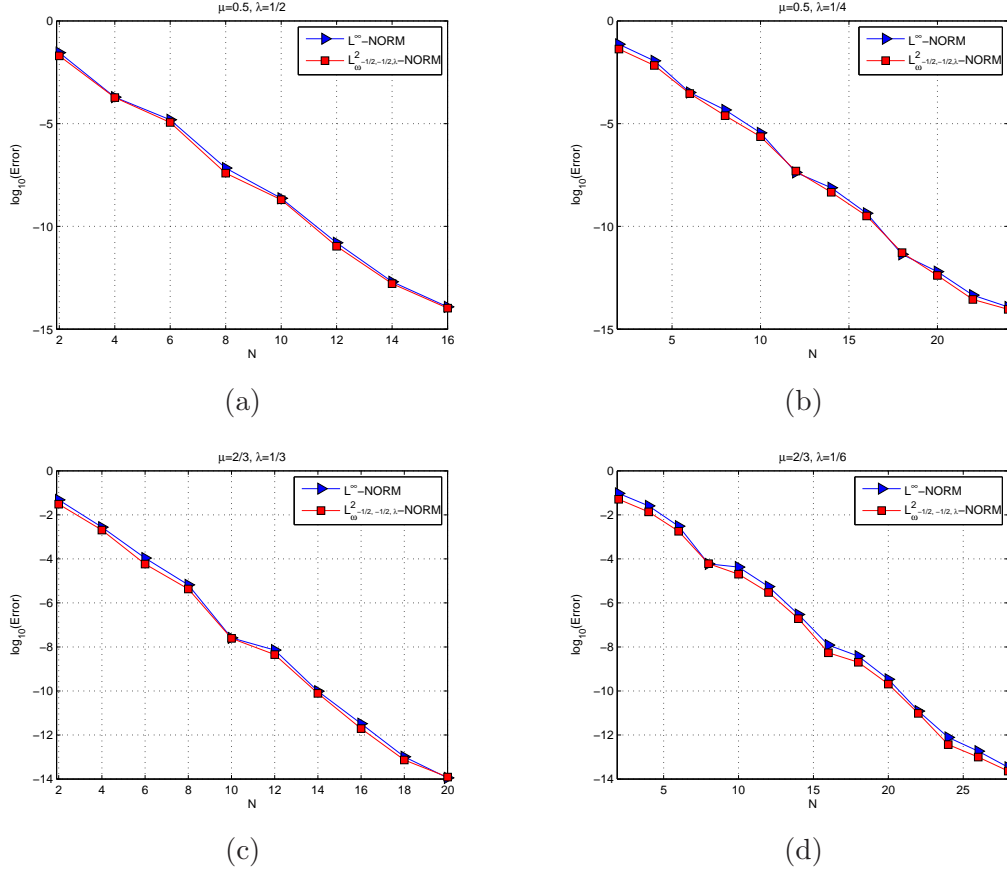 μ=0.5, λ=1/2
0
−5
−10
−15
log10(Error)
2 4 6 8 10 12 14 16
N
L∞−NORM
L2ω−1/2,−1/2,λ−NORM
(a)
μ=0.5, λ=1/4
0
−5
−10
−15
log10(Error)
5 10 15 20
N
L∞−NORM
L2ω−1/2,−1/2,λ−NORM
(b)
μ=2/3, λ=1/3
0
−2
−4
−6
−8
−10
−12
−14
log10(Error)
2 4 6 8 10 12 14 16 18 20
N
L∞−NORM
L2ω−1/2, −1/2, λ−NORM
(c)
μ=2/3, λ=1/6
0
−2
−4
−6
−8
−10
−12
−14
log10(Error)
5 10 15 20 25
N
L∞−NORM
L2ω−1/2, −1/2, λ−NORM
(d)